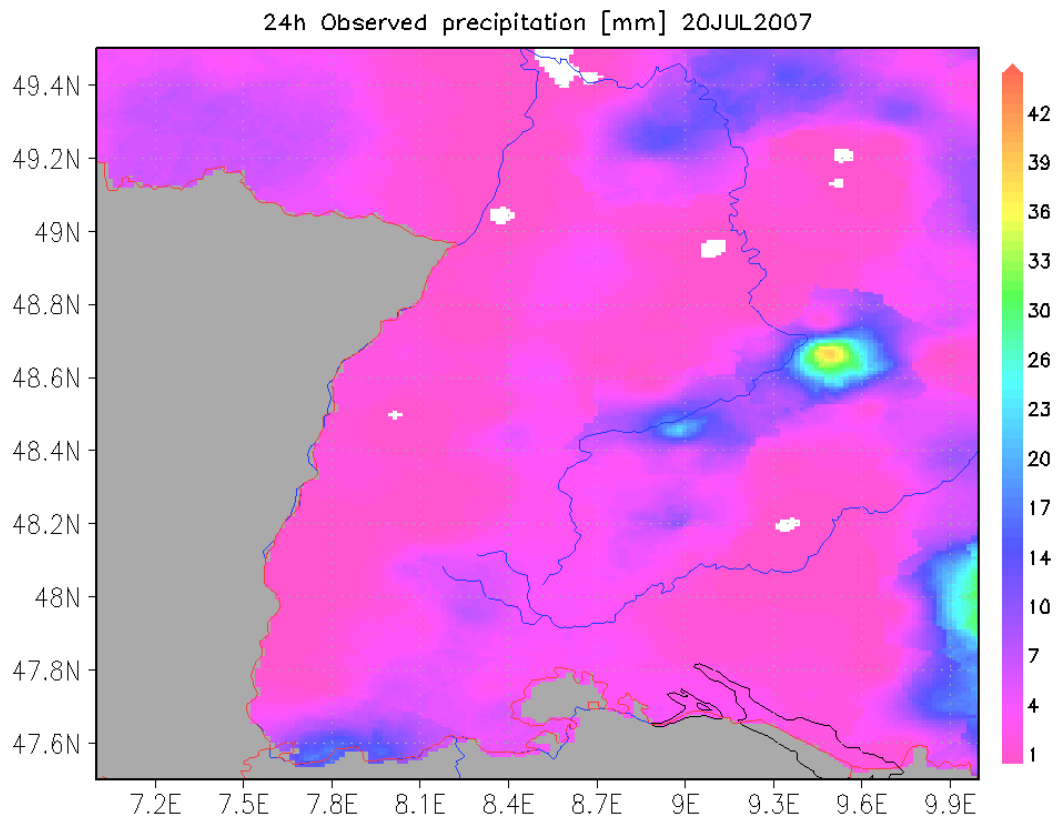 24h Observed precipitation [mm] 20JUL2007
49.4N
49.2N
49N
48.8N
48.6N
48.4N
48.2N
48N
47.8N
47.6N
7.2E 7.5E 7.8E 8.1E 8.4E 8.7E 9E 9.3E 9.6E 9.9E
42
39
36
33
30
26
23
20
17
14
10
7
4
1